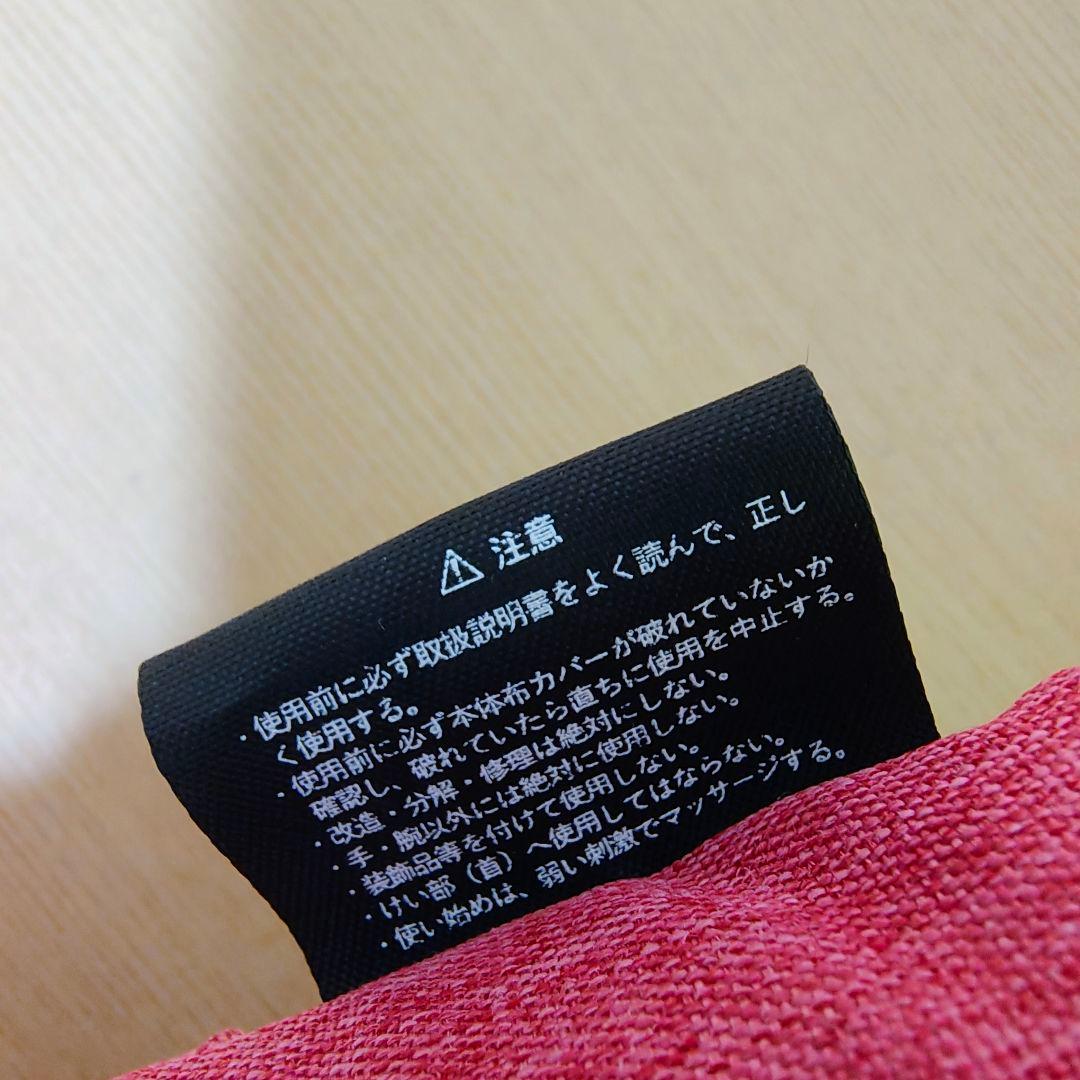 ⚠ 注意
・使用前に必ず取扱説明書をよく読んで、正し
く使用する。
・使用前に必ず本体布カバーが破れていないか
確認し、破れていたら直ちに使用を中止する。
・改造・分解・修理は絶対にしない。
・手・腕以外には絶対に使用しない。
・装飾品等を付けて使用しない。
・けい部（首）へ使用してはならない。
・使い始めは、弱い刺激でマッサージする。